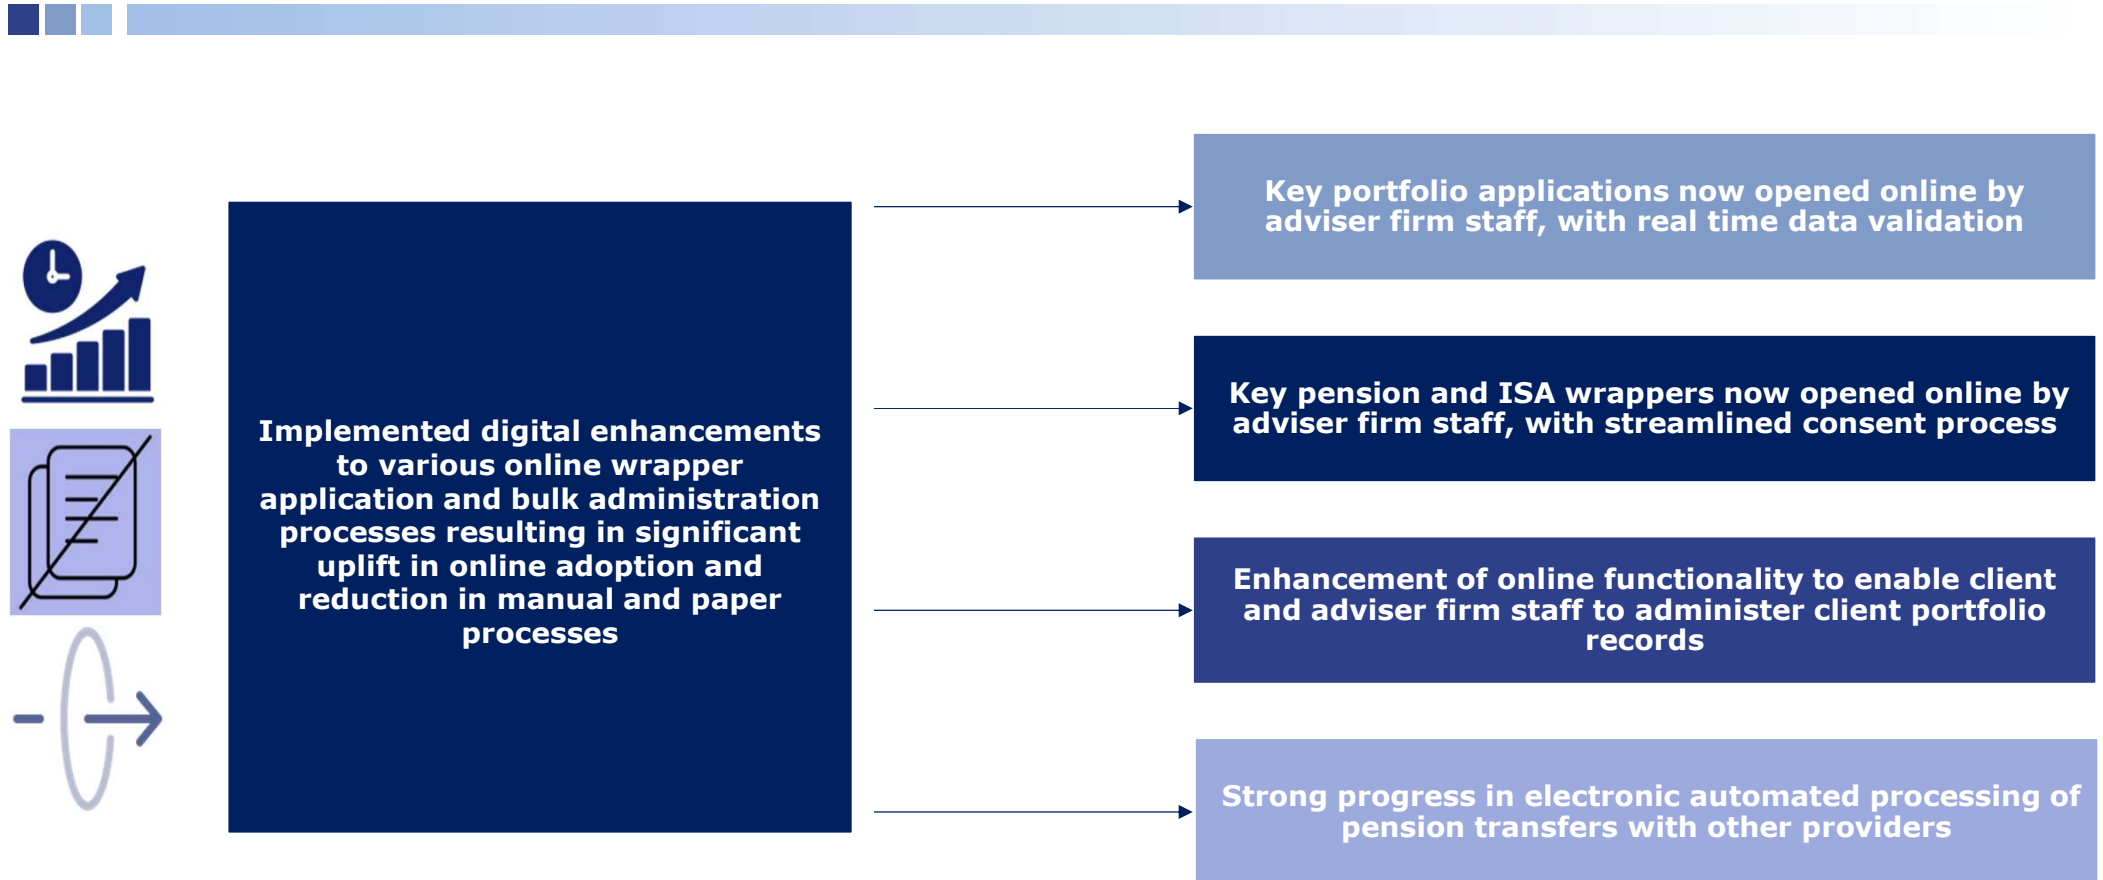 Implemented digital enhancements
to various online wrapper
application and bulk administration
processes resulting in significant
uplift in online adoption and
reduction in manual and paper
processes
Key portfolio applications now opened online by
adviser firm staff, with real time data validation
Key pension and ISA wrappers now opened online by
adviser firm staff, with streamlined consent process
Enhancement of online functionality to enable client
and adviser firm staff to administer client portfolio
records
Strong progress in electronic automated processing of
pension transfers with other providers